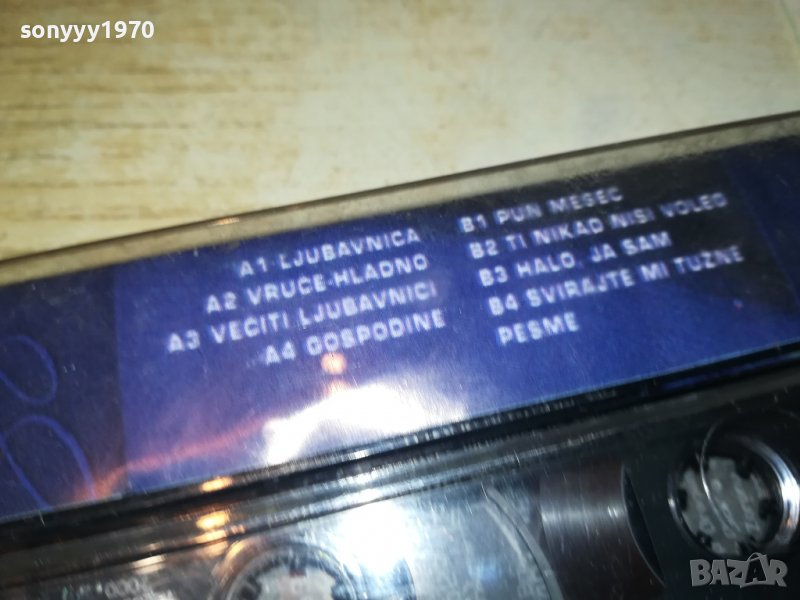 sonyyy1970
A1 LJUBAVNICA
A2 VRUCE-HLADNO
A3 VECITI LJUBAVNICI
A4 GOSPODINE
B1 PUN MESEC
B2 TI NIKAD NISI VOLEO
B3 HALO, JA SAM
B4 SVIRAJTE MI TUZNE
PESME
BAZAR